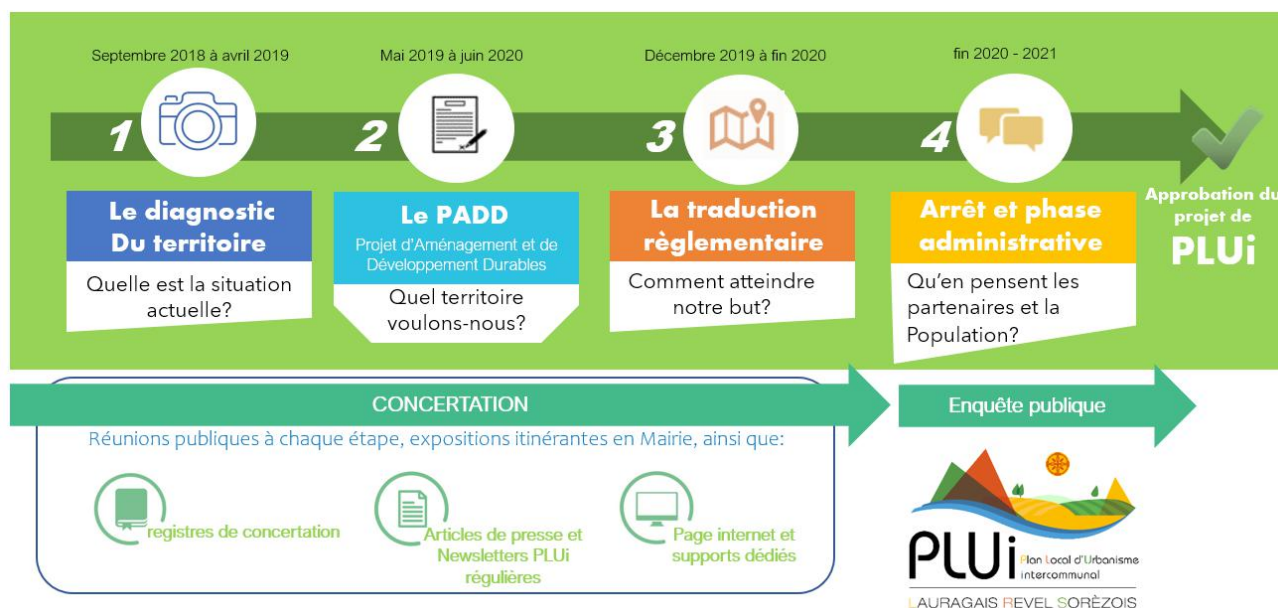 Septembre 2018 à avril 2019
Mai 2019 à juin 2020
Décembre 2019 à fin 2020
fin 2020 - 2021
1
2
3
4
Le diagnostic
Du territoire
Quelle est la situation
actuelle?
Le PADD
Projet d'Aménagement et de
Développement Durables
Quel territoire
voulons-nous?
La traduction
règlementaire
Comment atteindre
notre but?
Arrêt et phase
administrative
Qu'en pensent les
partenaires et la
Population?
Approbation du
projet de
PLUi
CONCERTATION
Enquête publique
Réunions publiques à chaque étape, expositions itinérantes en Mairie, ainsi que:
registres de concertation
Articles de presse et
Newsletters PLUi
régulières
Page internet et
supports dédiés
PLUi
Plan Local d'Urbanisme
intercommunal
LAURAGAIS REVEL SORÈZOIS